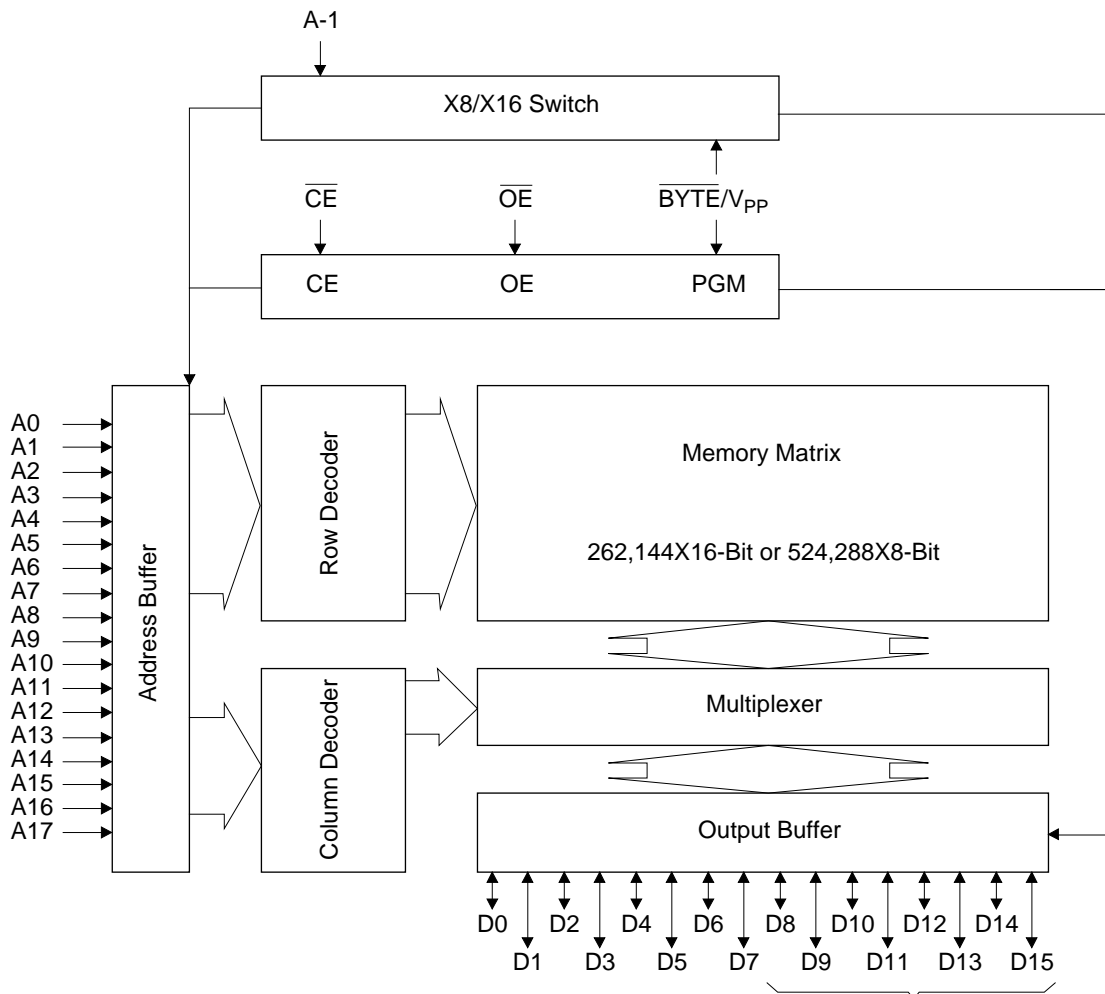 A-1
X8/X16 Switch
CE OE BYTE/VPP
CE OE PGM
A0
A1
A2
A3
A4
A5
A6
A7
A8
A9
A10
A11
A12
A13
A14
A15
A16
A17
Address Buffer
Row Decoder
Memory Matrix
262,144X16-Bit or 524,288X8-Bit
Column Decoder
Multiplexer
Output Buffer
D0 D2 D4 D6 D8 D10 D12 D14
D1 D3 D5 D7 D9 D11 D13 D15